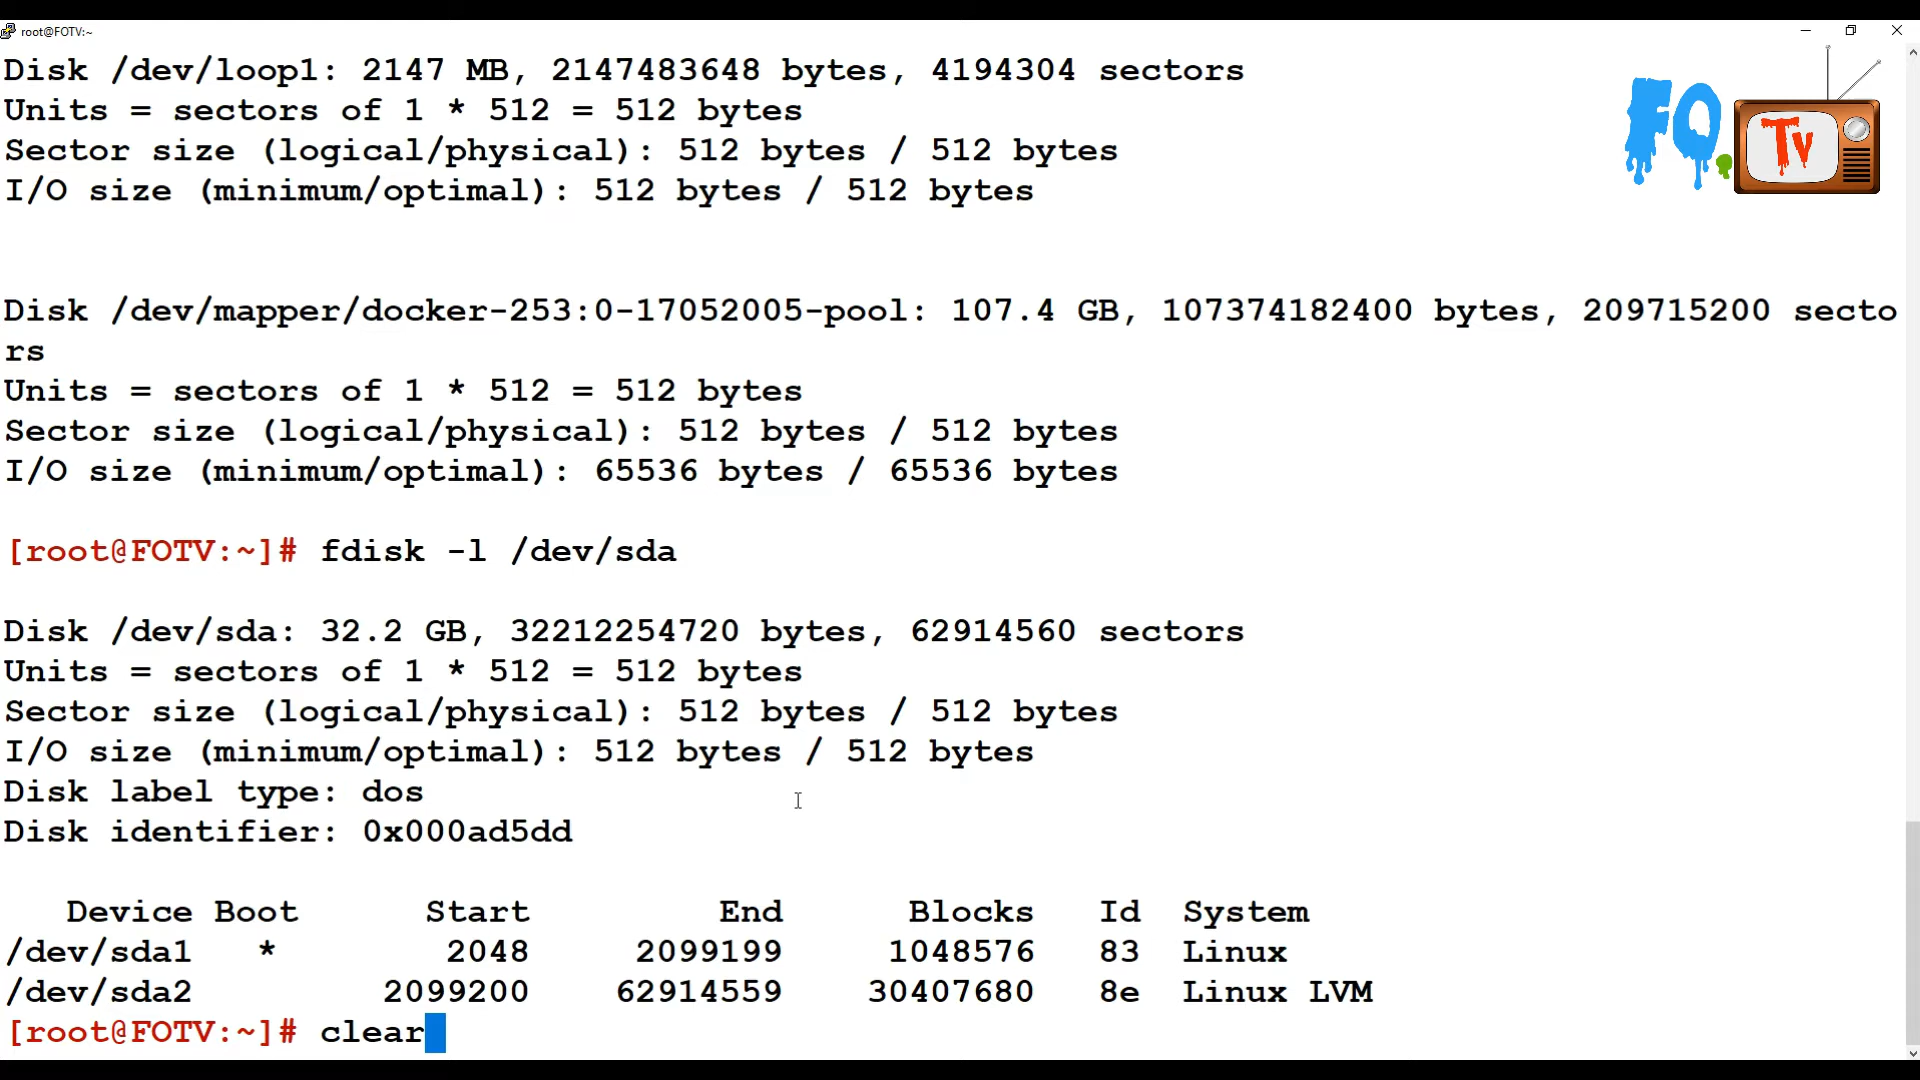 root@FOTV:~
Disk /dev/loop1: 2147 MB, 2147483648 bytes, 4194304 sectors
Units = sectors of 1 * 512 = 512 bytes
Sector size (logical/physical): 512 bytes / 512 bytes
I/O size (minimum/optimal): 512 bytes / 512 bytes
FO.
Tv
Disk /dev/mapper/docker-253:0-17052005-pool: 107.4 GB, 107374182400 bytes, 209715200 secto
rs
Units = sectors of 1 * 512 = 512 bytes
Sector size (logical/physical): 512 bytes / 512 bytes
I/O size (minimum/optimal): 65536 bytes / 65536 bytes
[root@FOTV:~]# fdisk -l /dev/sda
Disk /dev/sda: 32.2 GB, 32212254720 bytes, 62914560 sectors
Units = sectors of 1 * 512 = 512 bytes
Sector size (logical/physical): 512 bytes / 512 bytes
I/O size (minimum/optimal): 512 bytes / 512 bytes
Disk label type: dos
Disk identifier: 0x000ad5dd
Device Boot Start End Blocks Id System
/dev/sda1 * 2048 2099199 1048576 83 Linux
/dev/sda2 2099200 62914559 30407680 8e Linux LVM
[root@FOTV:~]# clear